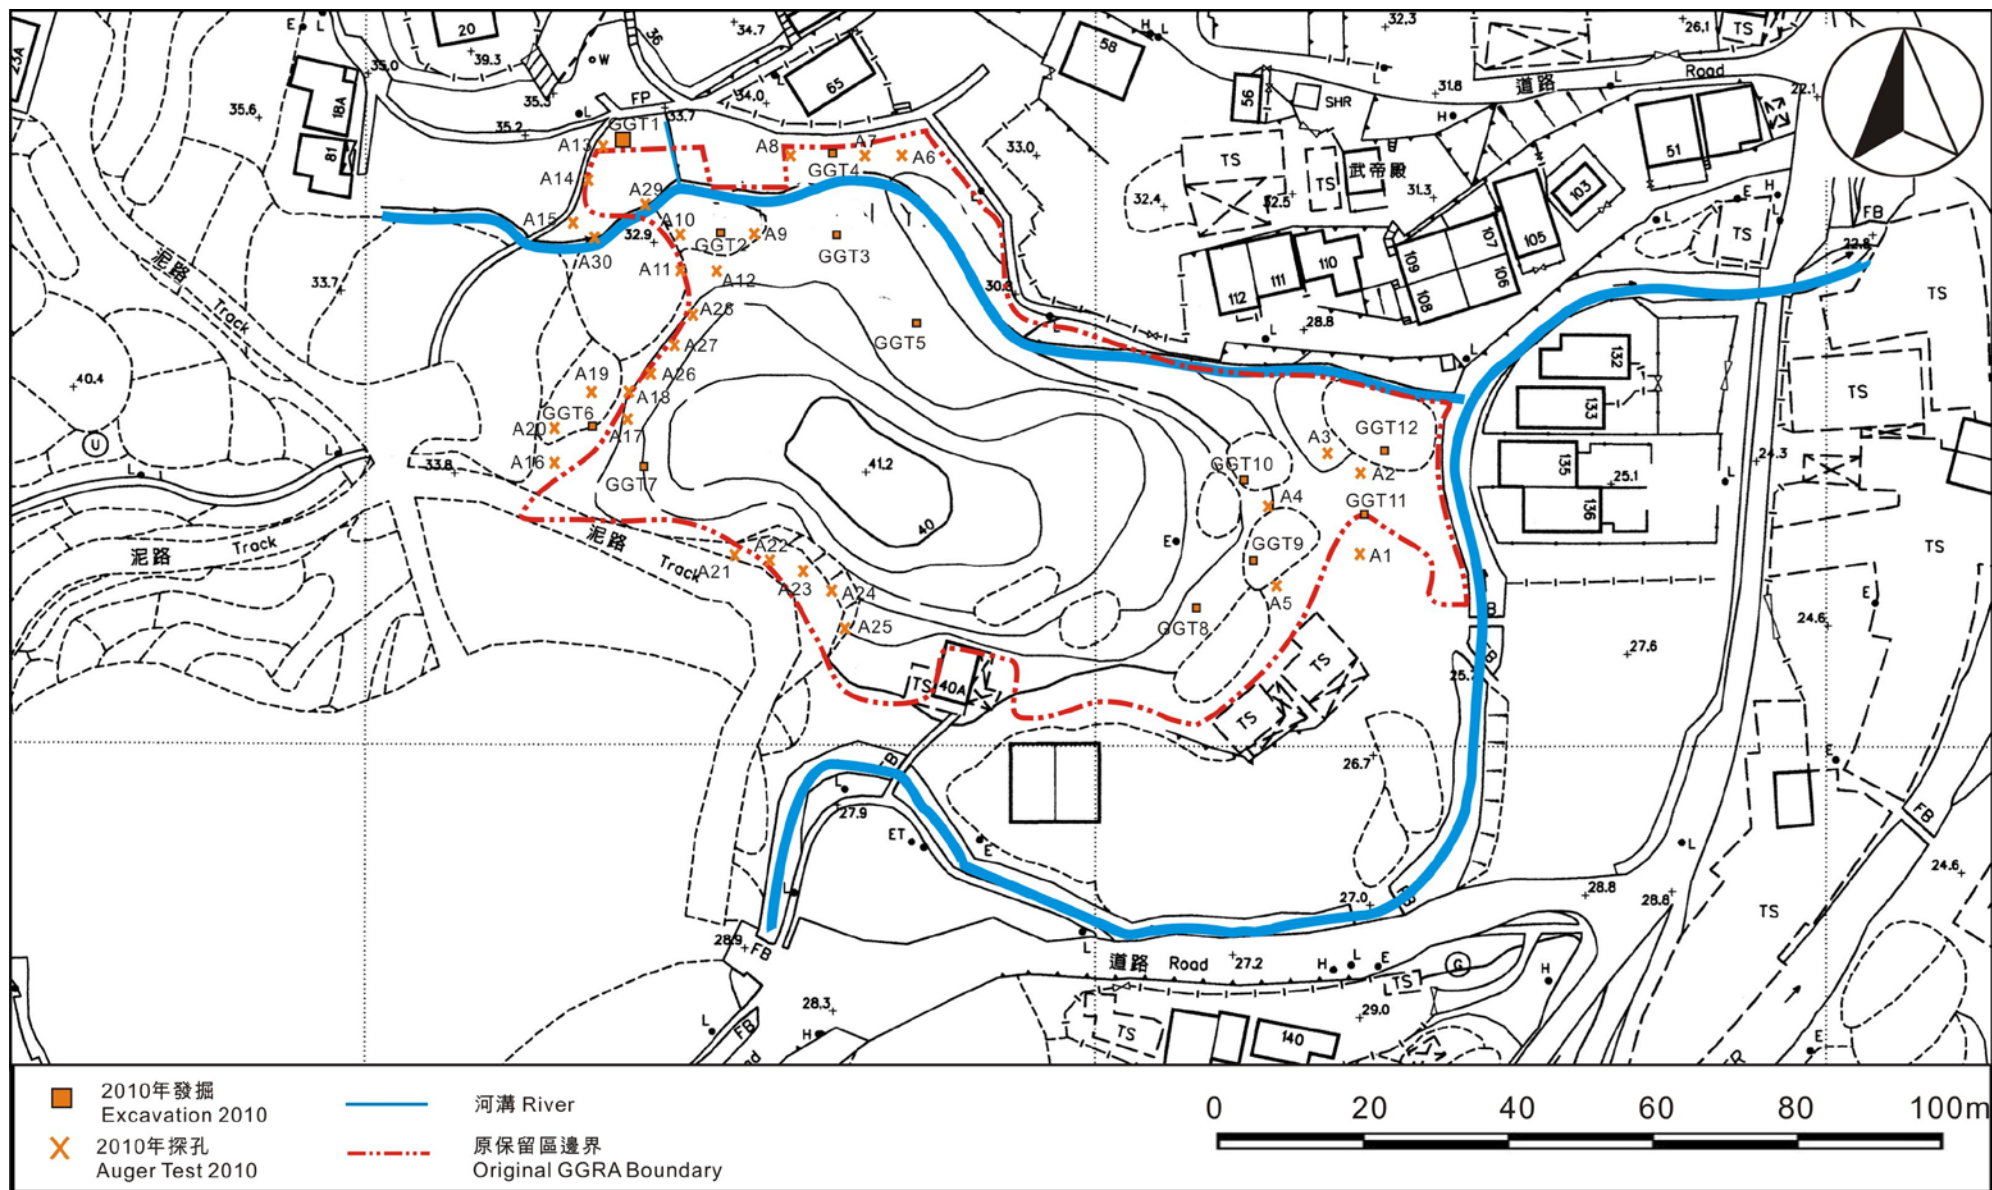 23A
20
E
L
39.3
36
34.7
W
35.0
18A
81
35.6
35.2
35.3
L
FP
33.7
34.0
L
65
58
H
L
32.3
26.1
TS
道路 Road
L
22.1
L
31.8
H
56
SHR
33.0
TS
TS
武帝殿
31.3
32.4
32.5
51
103
105
107
106
109
108
110
111
112
28.8
L
L
E
H
L
TS
FB
22.8
TS
GGT1
A13
A14
A15
A29
A30
A8
GGT4
A7
A6
L
A10
GGT2
A9
GGT3
32.9
A11
A12
A28
A27
A26
GGT5
30.8
L
L
33.7
泥路
Track
40.4
U
L
L
33.8
A19
A18
GGT6
A17
A20
A16
GGT7
41.2
40
泥路 Track
泥路
Track
A21
A22
A23
A24
A25
A3
GGT12
A2
GGT10
GGT11
A4
GGT9
A1
A5
GGT8
E
132
133
135
136
25.1
L
24.3
TS
TS
E
24.6
27.6
FB
TS
40A
TS
TS
26.7
FB
L
27.9
ET
E
L
28.9
FB
L
27.0
FB
28.8
28.8
L
E
FB
24.6
TS
L
道路 Road
27.2
H
L
E
G
TS
H
28.3
H
L
FB
TS
140
29.0
E
2010年發掘
Excavation 2010
河溝 River
2010年探孔
Auger Test 2010
原保留區邊界
Original GGRA Boundary
0 20 40 60 80 100m